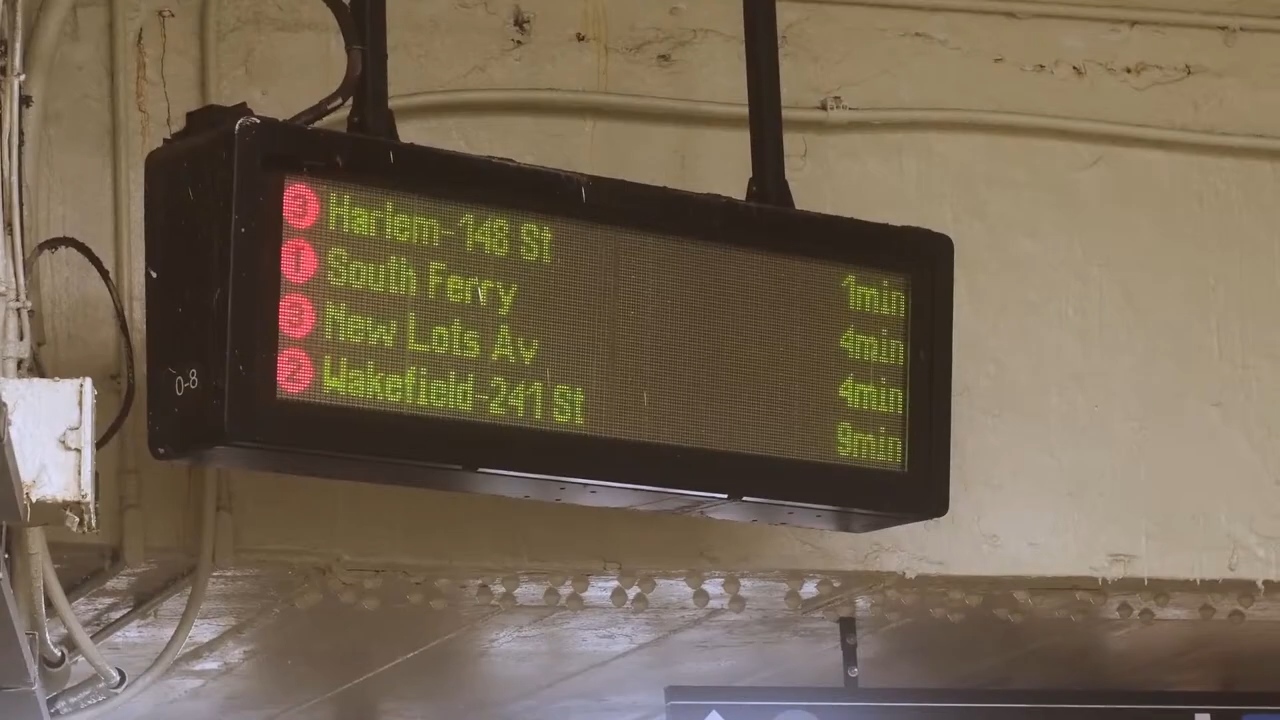 3 Harlem-148 St 1min
1 South Ferry 4min
3 New Lots Av 4min
2 Wakefield-241 St 9min
0-8